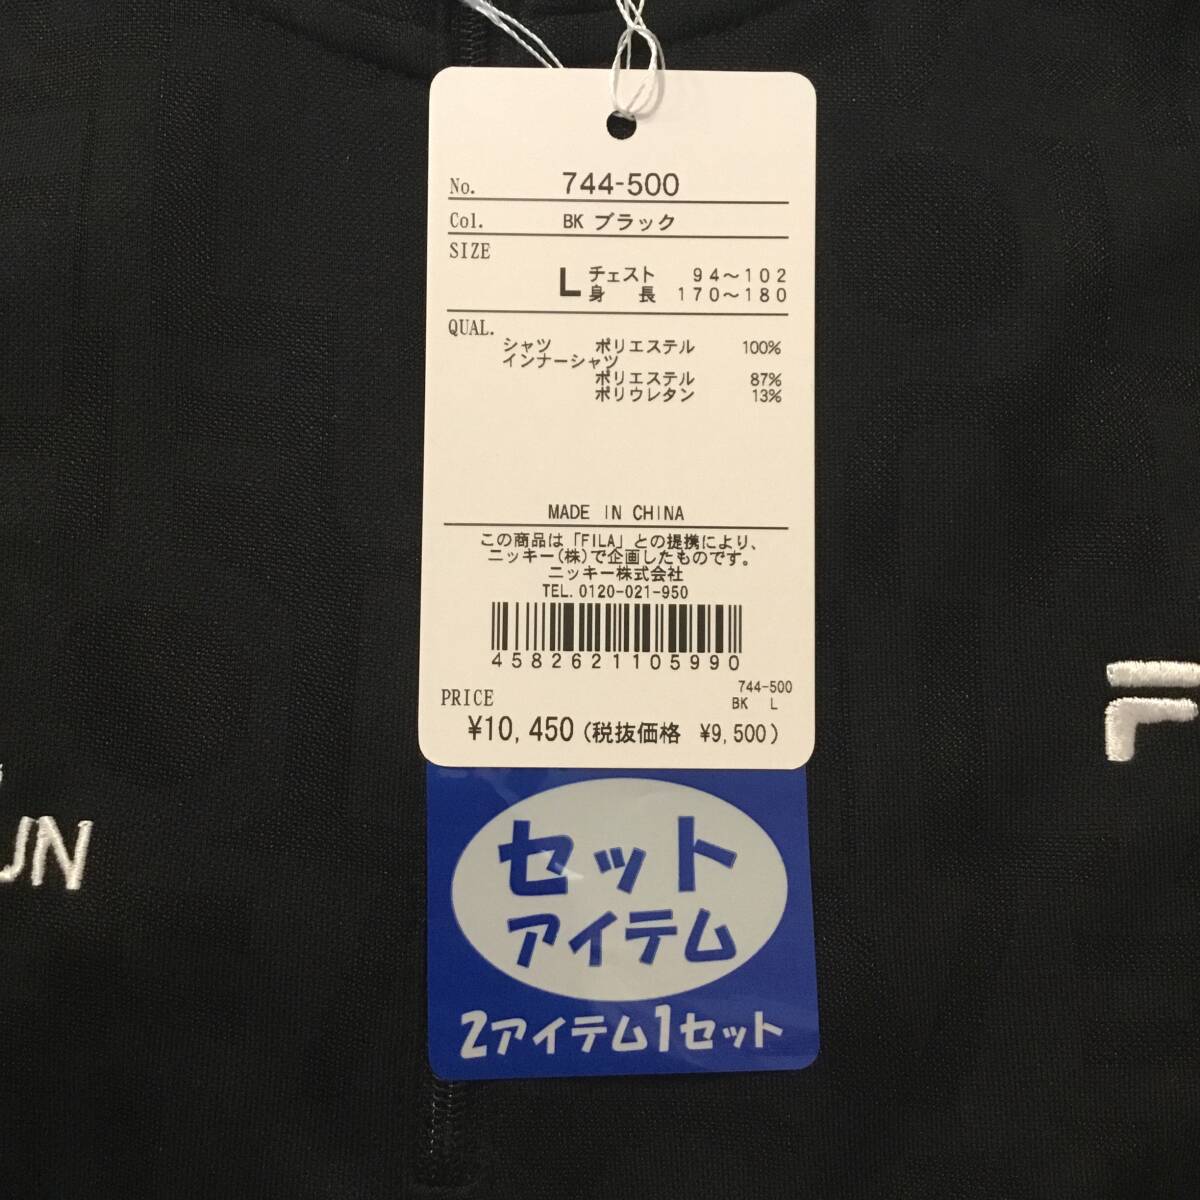 No. 744-500
Col. BK ブラック
SIZE
L チェスト 94～102
身長 170～180
QUAL.
シャツ ポリエステル 100%
インナーシャツ
ポリエステル 87%
ポリウレタン 13%
MADE IN CHINA
この商品は「FILA」との提携により、
ニッキー(株)で企画したものです。
ニッキー株式会社
TEL. 0120-021-950
4582621105990
744-500
BK L
PRICE
¥10,450 (税抜価格 ¥9,500)
セット
アイテム
2アイテム1セット
UN